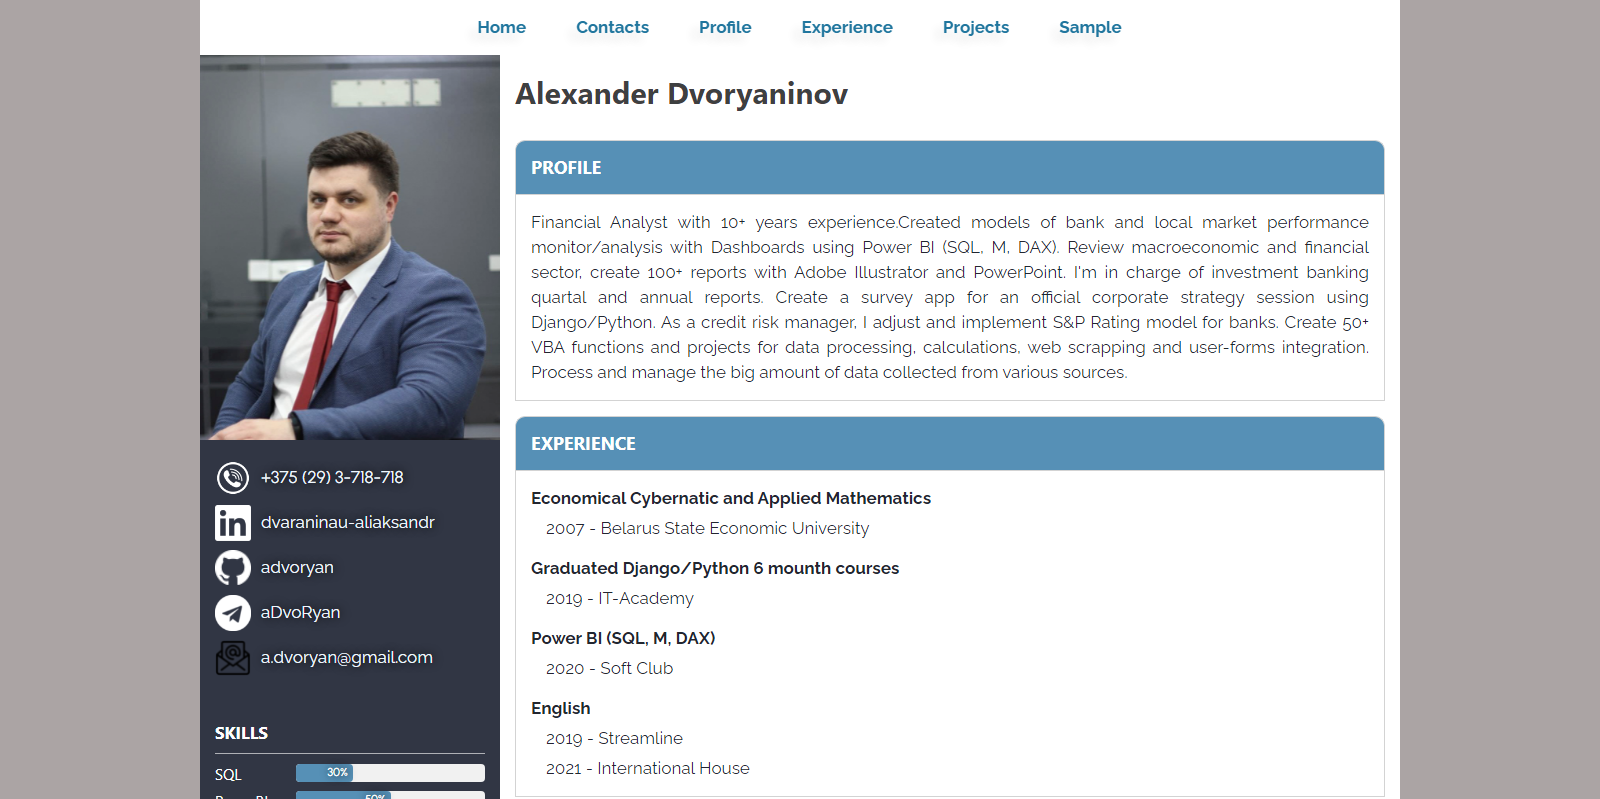 Home Contacts Profile Experience Projects Sample
Alexander Dvoryaninov
PROFILE
Financial Analyst with 10+ years experience.Created models of bank and local market performance
monitor/analysis with Dashboards using Power BI (SQL, M, DAX). Review macroeconomic and financial
sector, create 100+ reports with Adobe Illustrator and PowerPoint. I'm in charge of investment banking
quartal and annual reports. Create a survey app for an official corporate strategy session using
Django/Python. As a credit risk manager, I adjust and implement S&P Rating model for banks. Create 50+
VBA functions and projects for data processing, calculations, web scrapping and user-forms integration.
Process and manage the big amount of data collected from various sources.
EXPERIENCE
Economical Cybernatic and Applied Mathematics
2007 - Belarus State Economic University
Graduated Django/Python 6 mounth courses
2019 - IT-Academy
Power BI (SQL, M, DAX)
2020 - Soft Club
English
2019 - Streamline
2021 - International House
+375 (29) 3-718-718
in dvaraninau-aliaksandr
advoryan
aDvoRyan
a.dvoryan@gmail.com
SKILLS
SQL 30%
Power BI 50%